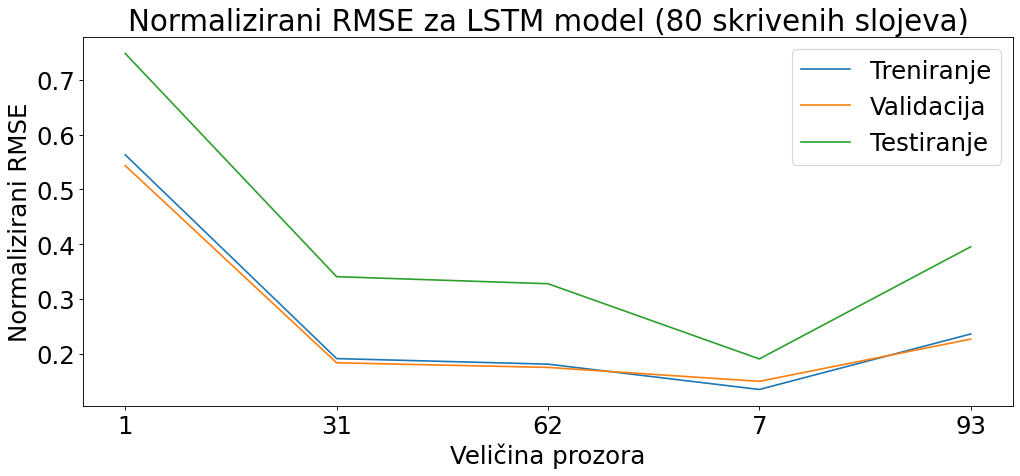 Normalizirani RMSE za LSTM model (80 skrivenih slojeva)
Treniranje
Validacija
Testiranje
Normalizirani RMSE
0.7
0.6
0.5
0.4
0.3
0.2
1 31 62 7 93
Veličina prozora